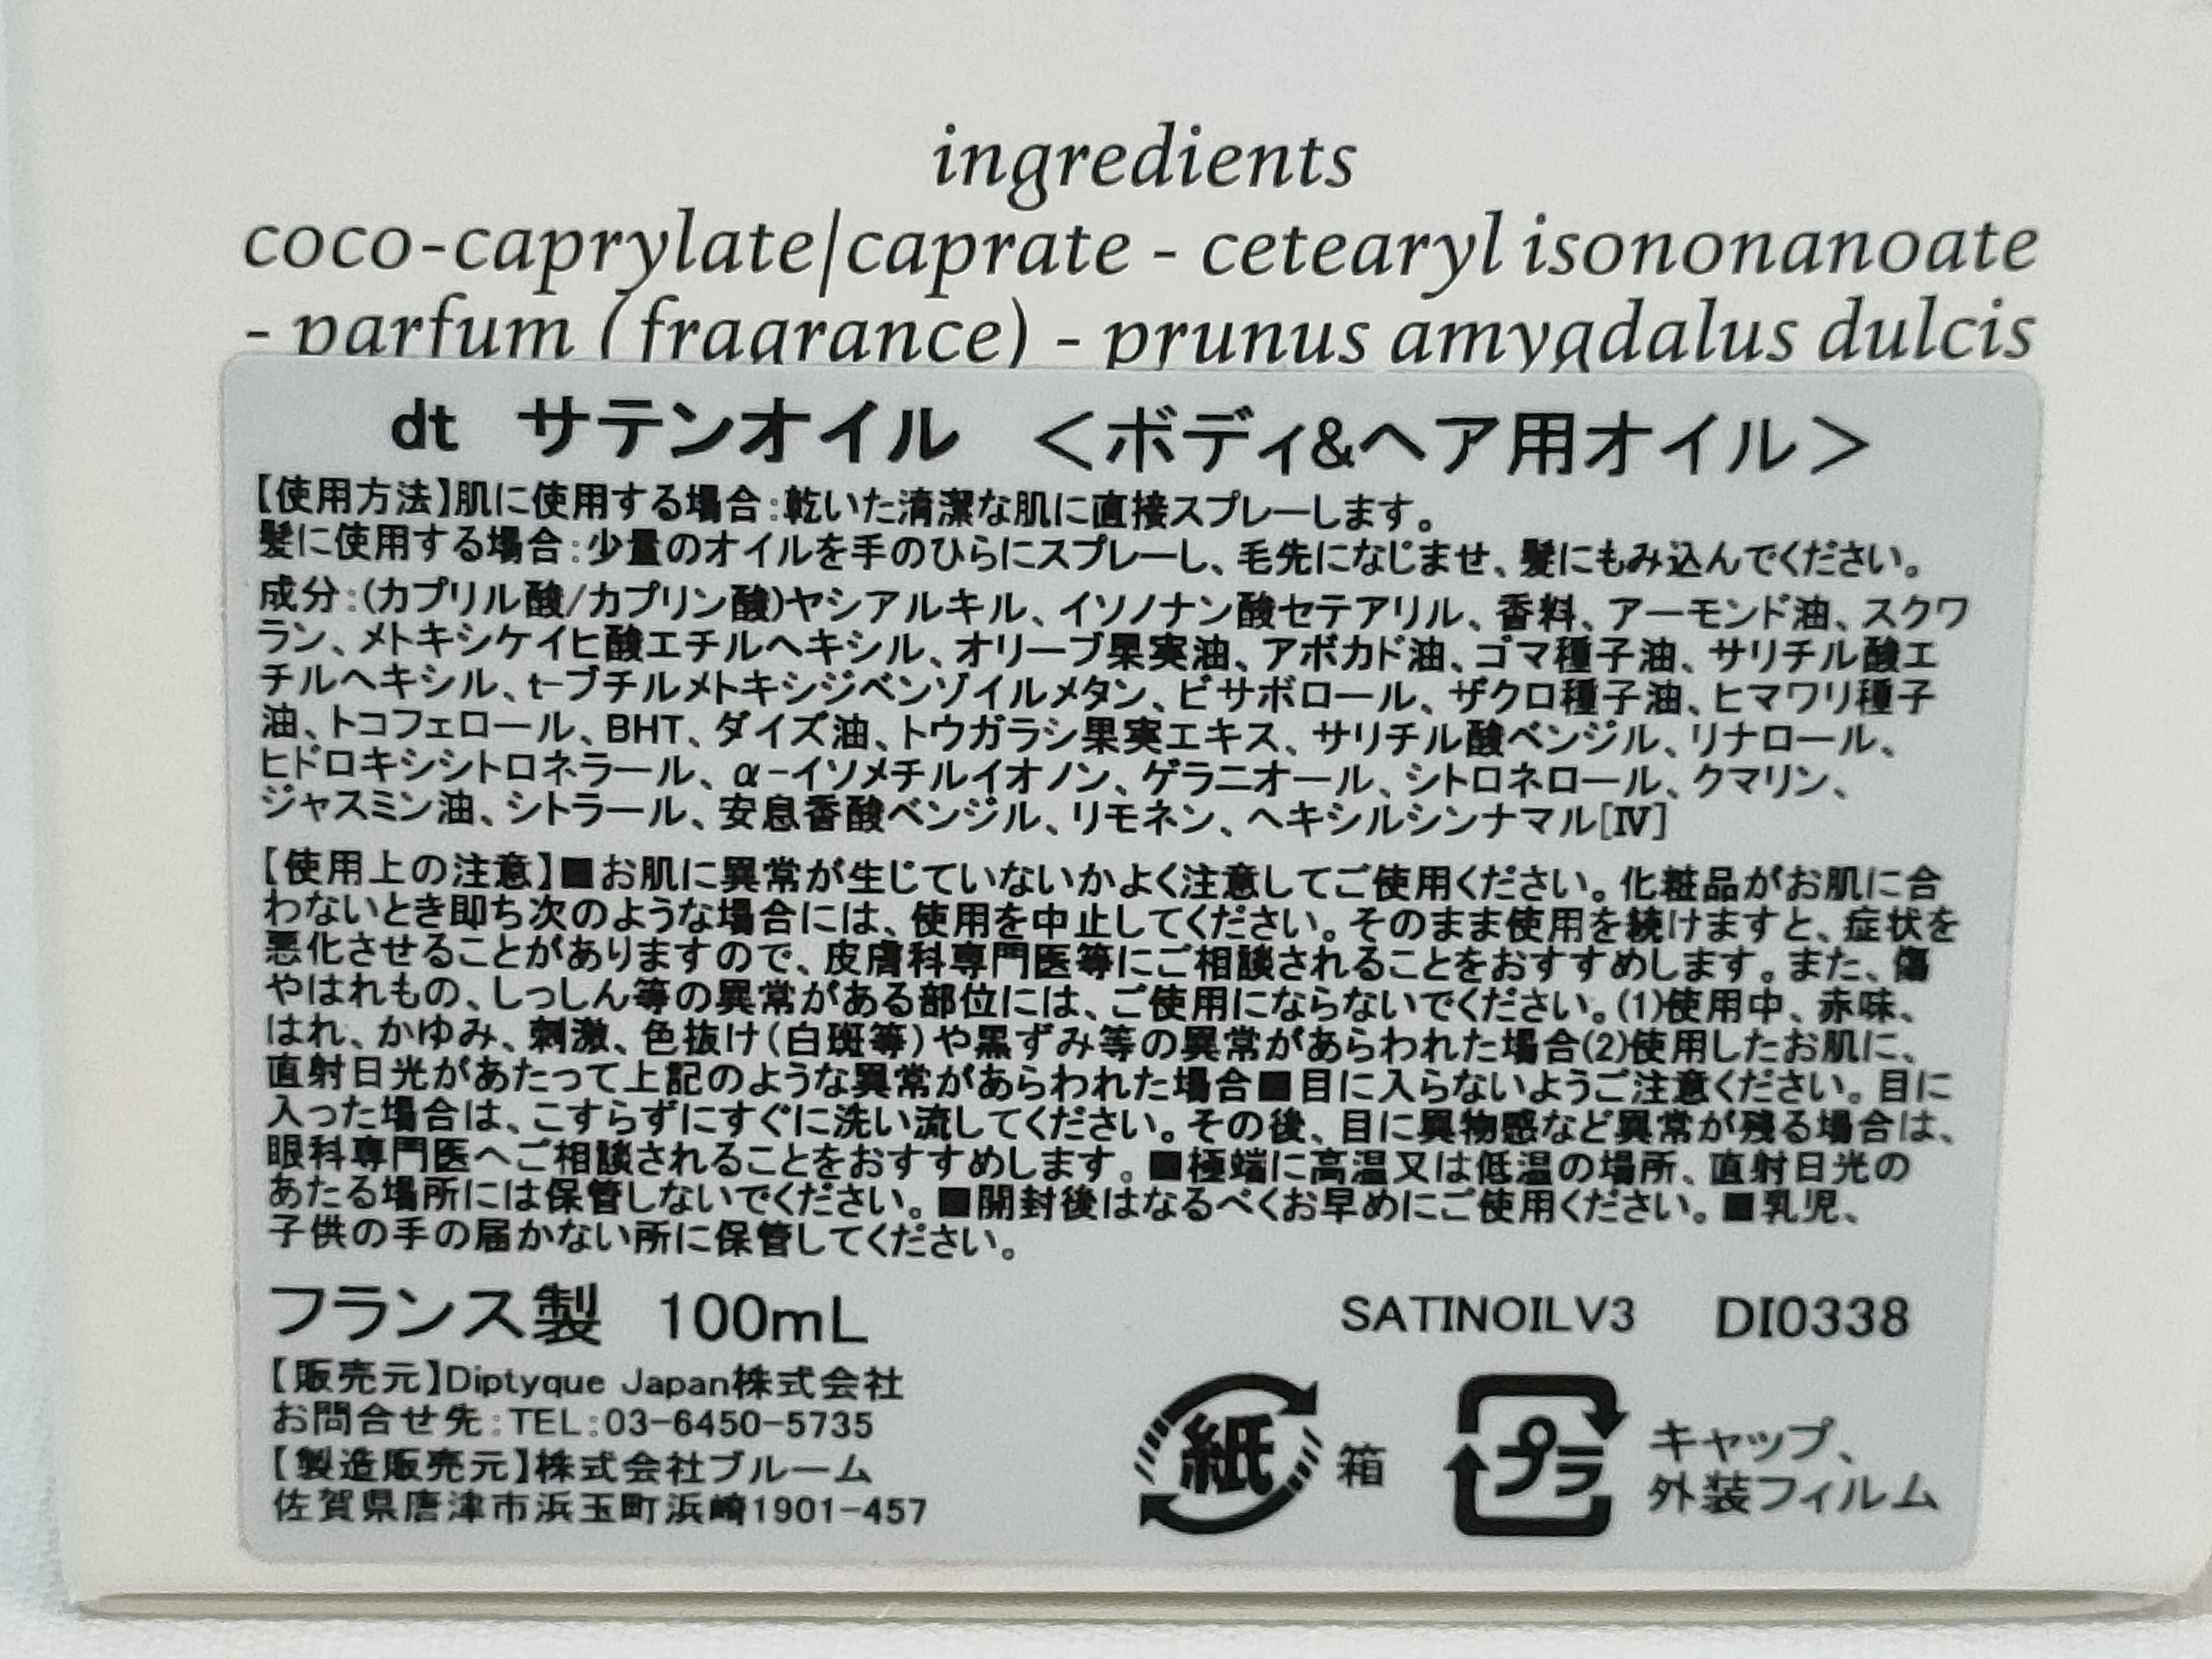 ingredients
coco-caprylate|caprate - cetearyl isononanoate
- parfum (fragrance) - prunus amygdalus dulcis
dt サテンオイル ＜ボディ&ヘア用オイル＞
【使用方法】肌に使用する場合:乾いた清潔な肌に直接スプレーします。
髪に使用する場合:少量のオイルを手のひらにスプレーし、毛先になじませ、髪にもみ込んでください。
成分:(カプリル酸/カプリン酸)ヤシアルキル、イソノナン酸セテアリル、香料、アーモンド油、スクワ
ラン、メトキシケイヒ酸エチルヘキシル、オリーブ果実油、アボカド油、ゴマ種子油、サリチル酸エ
チルヘキシル、t-ブチルメトキシジベンゾイルメタン、ビサボロール、ザクロ種子油、ヒマワリ種子
油、トコフェロール、BHT、ダイズ油、トウガラシ果実エキス、サリチル酸ベンジル、リナロール、
ヒドロキシシトロネラール、α-イソメチルイオノン、ゲラニオール、シトロネロール、クマリン、
ジャスミン油、シトラール、安息香酸ベンジル、リモネン、ヘキシルシンナマル[Ⅳ]
【使用上の注意】■お肌に異常が生じていないかよく注意してご使用ください。化粧品がお肌に合
わないとき即ち次のような場合には、使用を中止してください。そのまま使用を続けますと、症状を
悪化させることがありますので、皮膚科専門医等にご相談されることをおすすめします。また、傷
やはれもの、しっしん等の異常がある部位には、ご使用にならないでください。(1)使用中、赤味、
はれ、かゆみ、刺激、色抜け(白斑等)や黒ずみ等の異常があらわれた場合(2)使用したお肌に、
直射日光があたって上記のような異常があらわれた場合■目に入らないようご注意ください。目に
入った場合は、こすらずにすぐに洗い流してください。その後、目に異物感など異常が残る場合は、
眼科専門医へご相談されることをおすすめします。■極端に高温又は低温の場所、直射日光の
あたる場所には保管しないでください。■開封後はなるべくお早めにご使用ください。■乳児、
子供の手の届かない所に保管してください。
フランス製 100mL SATINOILV3 DI0338
【販売元】Diptyque Japan株式会社
お問合せ先:TEL:03-6450-5735
【製造販売元】株式会社ブルーム
佐賀県唐津市浜玉町浜崎1901-457
紙 箱
プラ キャップ、
外装フィルム